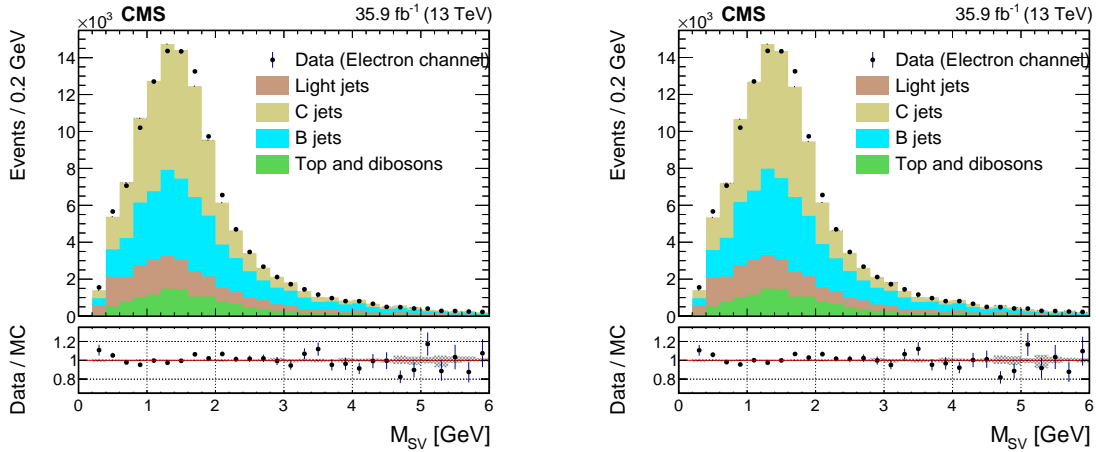 ×10³ CMS 35.9 fb⁻¹ (13 TeV)
Events / 0.2 GeV
14
12
10
8
6
4
2
0
Data (Electron channel)
Light jets
C jets
B jets
Top and dibosons
Data / MC
1.2
1.0
0.8
0 1 2 3 4 5 6
M_SV [GeV]
×10³ CMS 35.9 fb⁻¹ (13 TeV)
Events / 0.2 GeV
14
12
10
8
6
4
2
0
Data (Electron channel)
Light jets
C jets
B jets
Top and dibosons
Data / MC
1.2
1.0
0.8
0 1 2 3 4 5 6
M_SV [GeV]